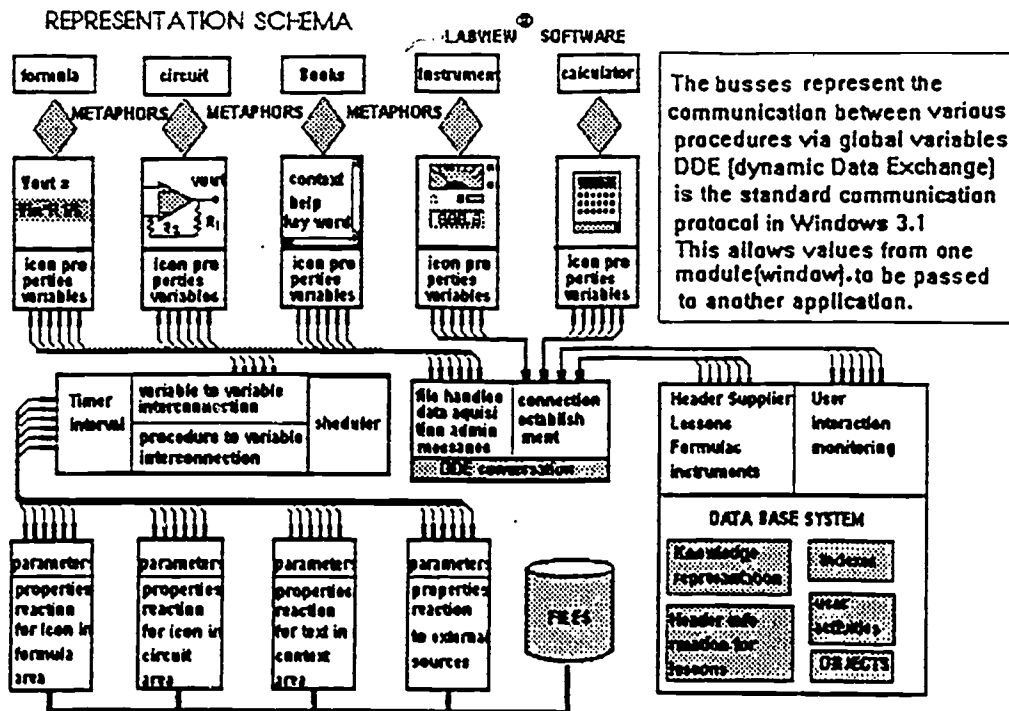 REPRESENTATION SCHEMA
LABVIEW® SOFTWARE
formula
circuit
Books
Instrument
calculator
METAPHORS
METAPHORS
METAPHORS
Vout =
vout
R2
R1
context
help
key word
icon pro
perties
variables
icon pro
perties
variables
icon pro
perties
variables
icon pro
perties
variables
icon pro
perties
variables
The busses represent the
communication between various
procedures via global variables
DDE (dynamic Data Exchange)
is the standard communication
protocol in Windows 3.1
This allows values from one
module(window).to be passed
to another application.
Timer
interval
variable to variable
interconnection
procedure to variable
interconnection
sheduler
file handles
data aquisi
tion admin
messages
connection
establish
ment
DDE conversation
Header Supplier
Lessons
Formulas
instruments
User
interaction
monitoring
DATA BASE SYSTEM
Knowledge
representation
Indexes
Header info
rmation for
lessons
user
activities
OBJECTS
parameters
properties
reaction
for icon in
formula
area
parameters
properties
reaction
for icon in
circuit
area
parameters
properties
reaction
for text in
context
area
parameters
properties
reaction
to external
sources
FILES